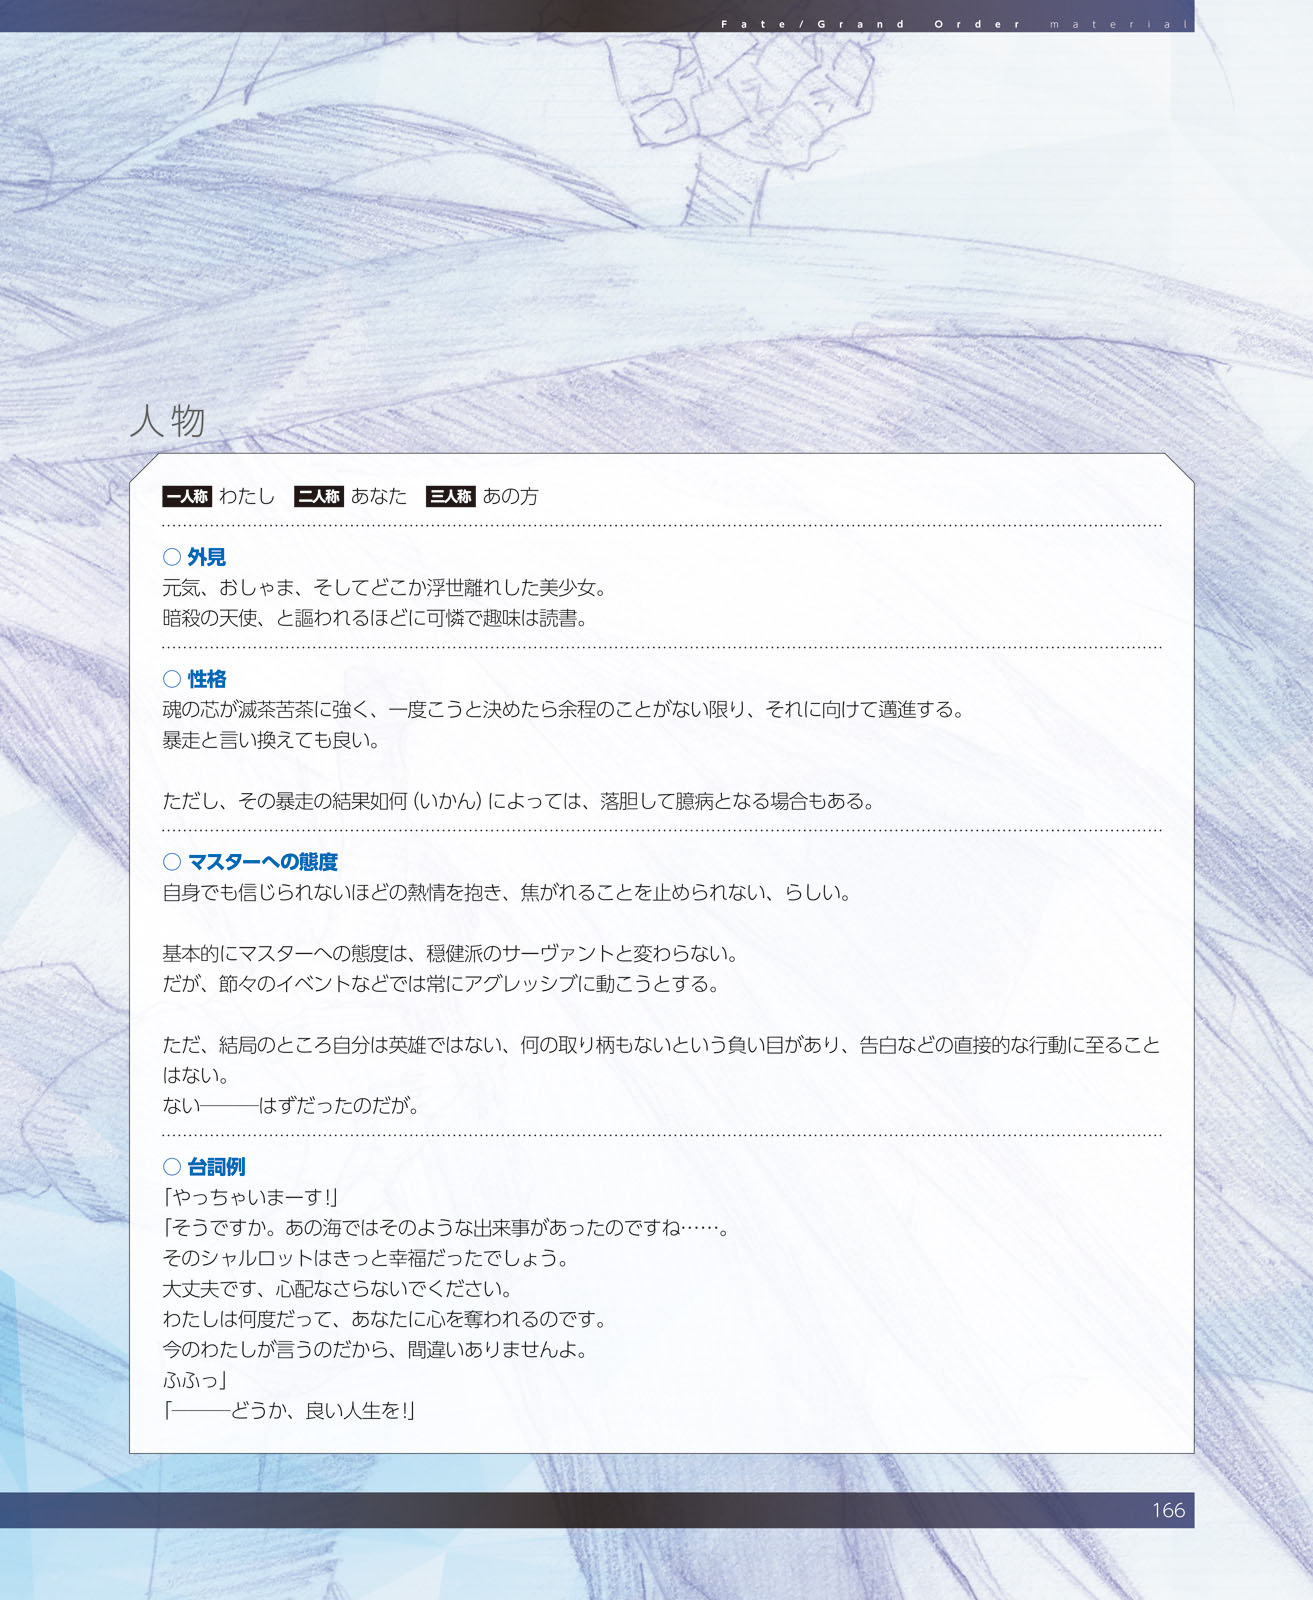 Fate/Grand Order material
人物
一人称 わたし 二人称 あなた 三人称 あの方
○ 外見
元気、おしゃま、そしてどこか浮世離れした美少女。
暗殺の天使、と謳われるほどに可憐で趣味は読書。
○ 性格
魂の芯が滅茶苦茶に強く、一度こうと決めたら余程のことがない限り、それに向けて邁進する。
暴走と言い換えても良い。
ただし、その暴走の結果如何（いかん）によっては、落胆して臆病となる場合もある。
○ マスターへの態度
自身でも信じられないほどの熱情を抱き、焦がれることを止められない、らしい。
基本的にマスターへの態度は、穏健派のサーヴァントと変わらない。
だが、節々のイベントなどでは常にアグレッシブに動こうとする。
ただ、結局のところ自分は英雄ではない、何の取り柄もないという負い目があり、告白などの直接的な行動に至ること
はない。
ない───はずだったのだが。
○ 台詞例
「やっちゃいまーす！」
「そうですか。あの海ではそのような出来事があったのですね……。
そのシャルロットはきっと幸福だったでしょう。
大丈夫です、心配なさらないでください。
わたしは何度だって、あなたに心を奪われるのです。
今のわたしが言うのだから、間違いありませんよ。
ふふっ」
「───どうか、良い人生を！」
166